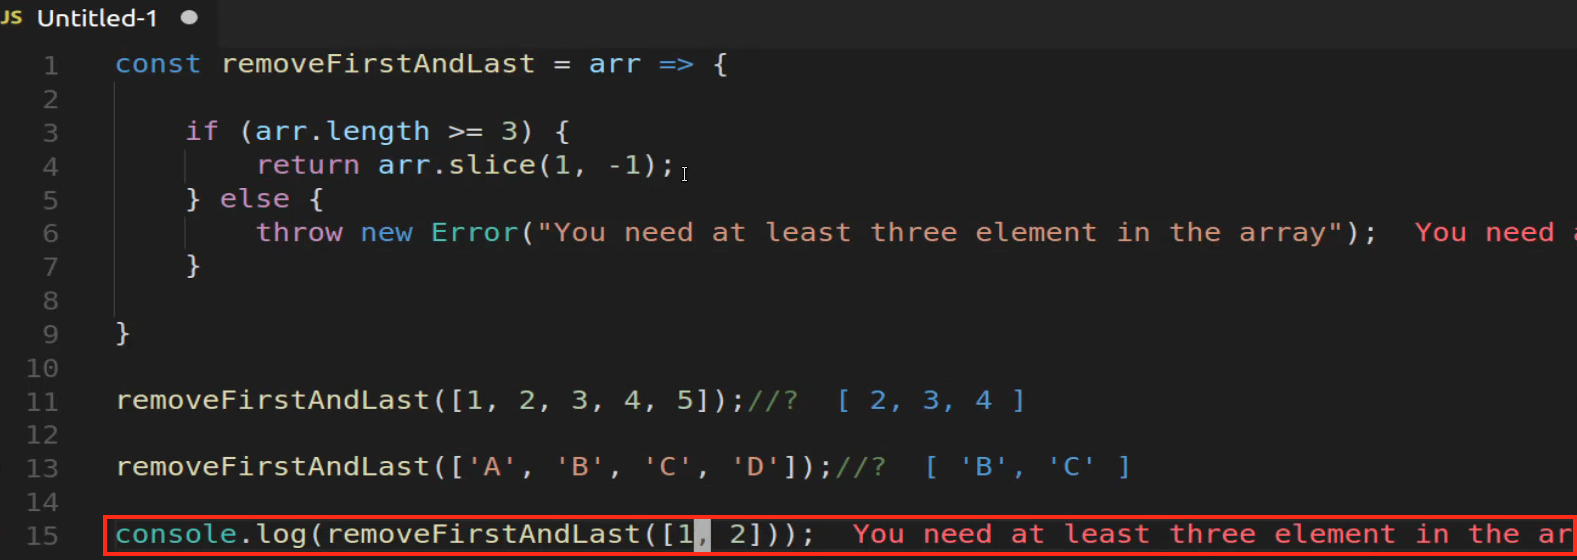 JS Untitled-1
1 const removeFirstAndLast = arr => {
2
3 if (arr.length >= 3) {
4 return arr.slice(1, -1);
5 } else {
6 throw new Error("You need at least three element in the array"); You need
7 }
8
9 }
10
11 removeFirstAndLast([1, 2, 3, 4, 5]);//? [ 2, 3, 4 ]
12
13 removeFirstAndLast(['A', 'B', 'C', 'D']);//? [ 'B', 'C' ]
14
15 console.log(removeFirstAndLast([1, 2])); You need at least three element in the ar